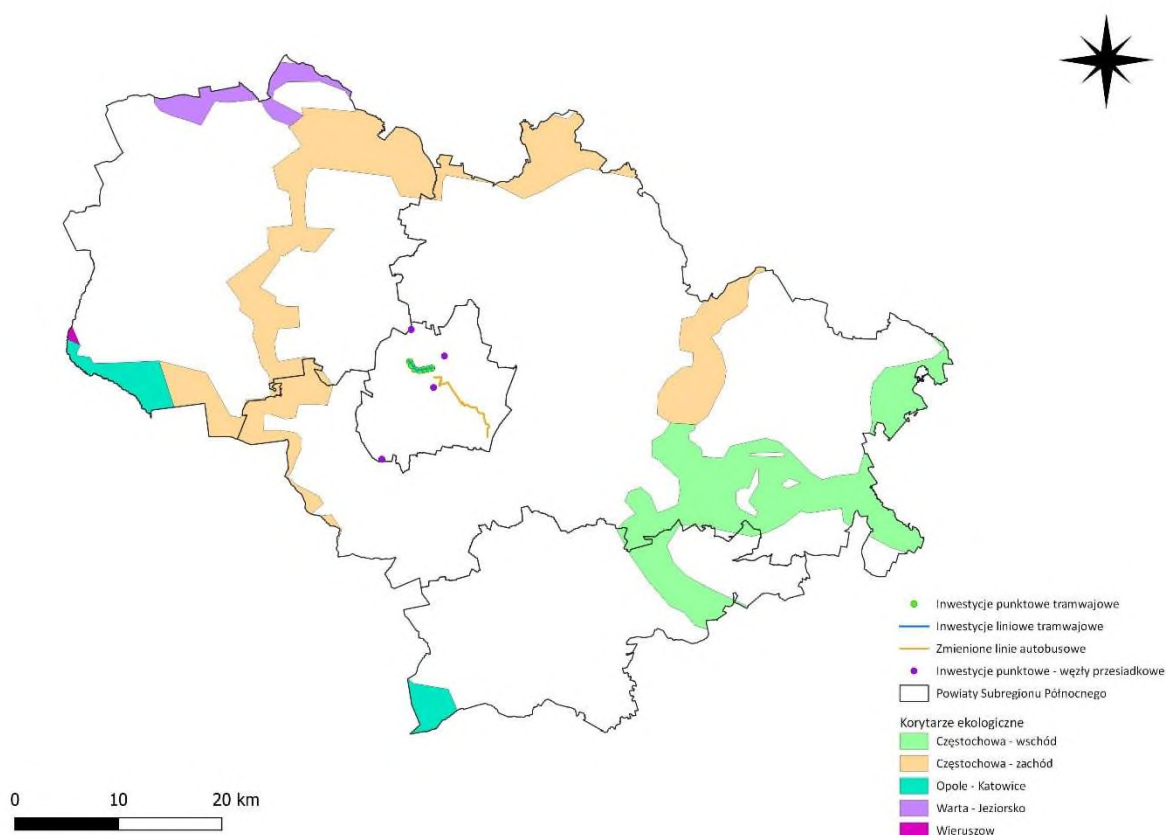 Inwestycje punktowe tramwajowe
Inwestycje liniowe tramwajowe
Zmienione linie autobusowe
Inwestycje punktowe - węzły przesiadkowe
Powiaty Subregionu Północnego
Korytarze ekologiczne
Częstochowa - wschód
Częstochowa - zachód
Opole - Katowice
Warta - Jeziorsko
Wieruszow
0 10 20 km